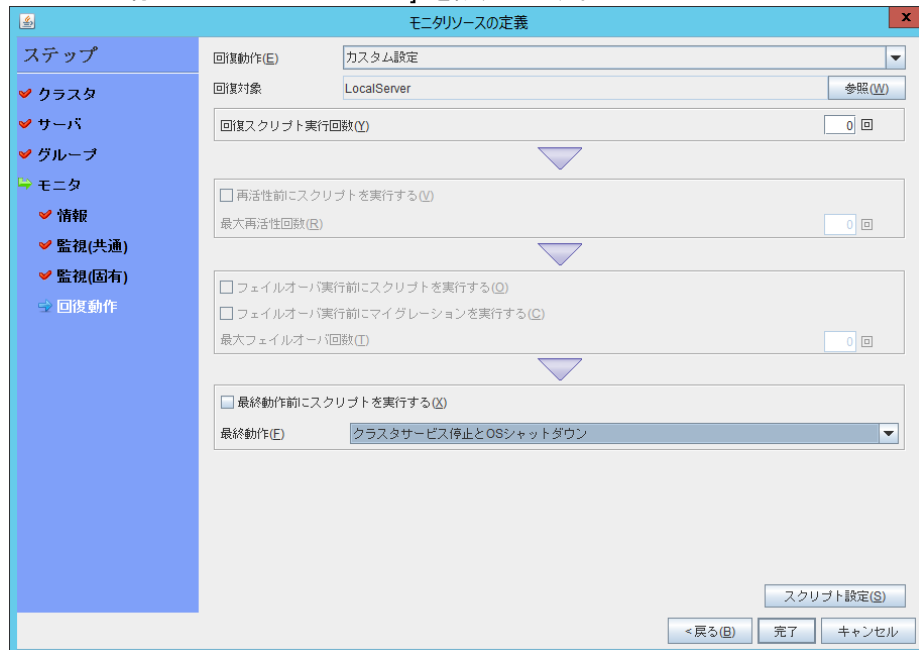 モニタリソースの定義
x
ステップ
クラスタ
サーバ
グループ
モニタ
情報
監視(共通)
監視(固有)
回復動作
回復動作(E) カスタム設定
回復対象 LocalServer 参照(W)
回復スクリプト実行回数(Y) 0 回
再活性前にスクリプトを実行する(V)
最大再活性回数(R) 0 回
フェイルオーバ実行前にスクリプトを実行する(O)
フェイルオーバ実行前にマイグレーションを実行する(C)
最大フェイルオーバ回数(T) 0 回
最終動作前にスクリプトを実行する(X)
最終動作(F) クラスタサービス停止とOSシャットダウン
スクリプト設定(S)
<戻る(B) 完了 キャンセル